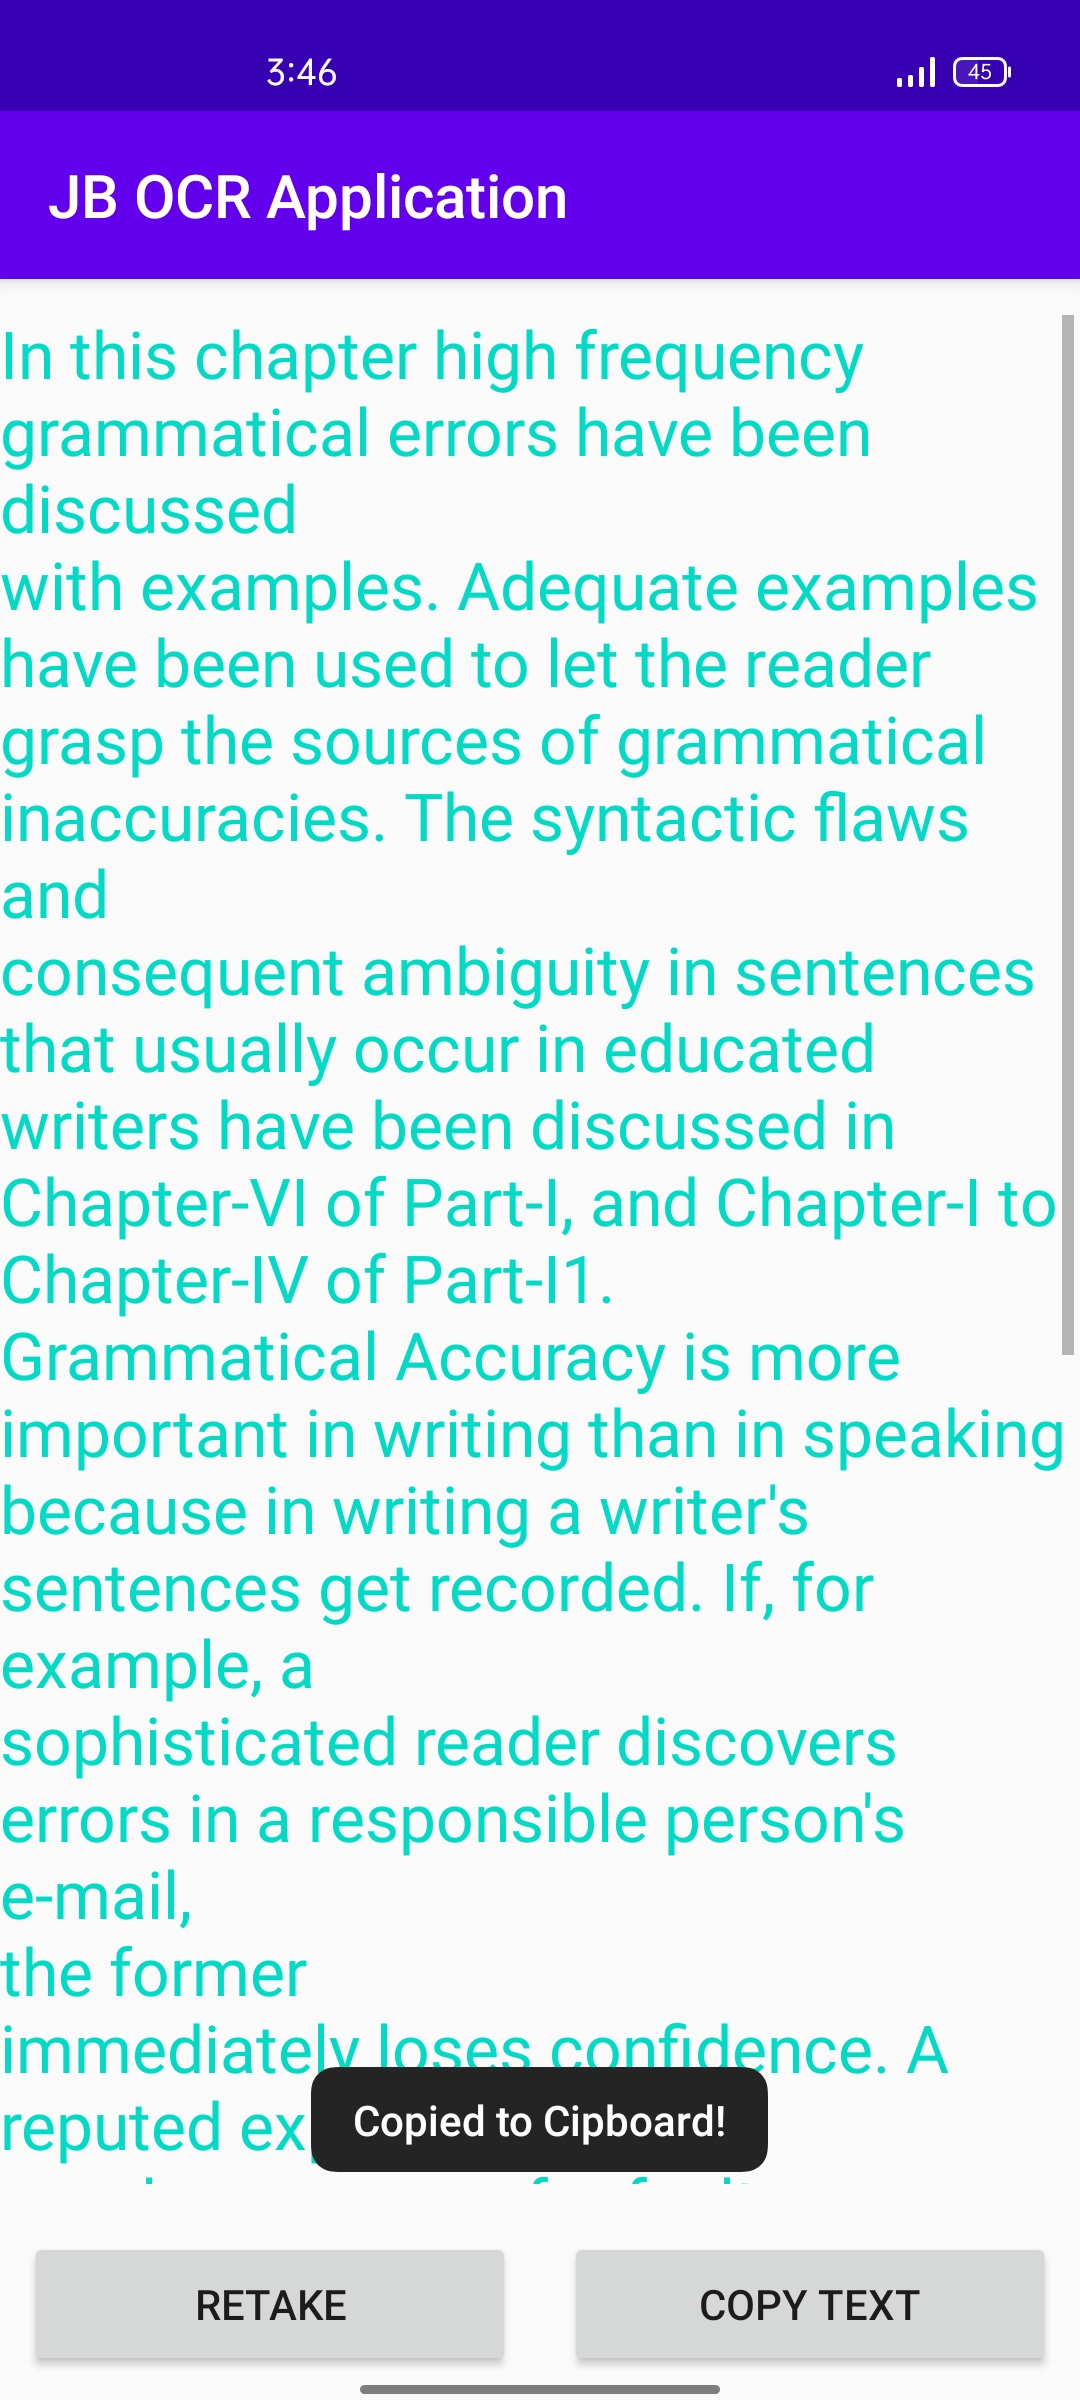 3:46
45
JB OCR Application
In this chapter high frequency
grammatical errors have been
discussed
with examples. Adequate examples
have been used to let the reader
grasp the sources of grammatical
inaccuracies. The syntactic flaws
and
consequent ambiguity in sentences
that usually occur in educated
writers have been discussed in
Chapter-VI of Part-I, and Chapter-I to
Chapter-IV of Part-I1.
Grammatical Accuracy is more
important in writing than in speaking
because in writing a writer's
sentences get recorded. If, for
example, a
sophisticated reader discovers
errors in a responsible person's
e-mail,
the former
immediately loses confidence. A
reputed
Copied to Cipboard!
RETAKE
COPY TEXT